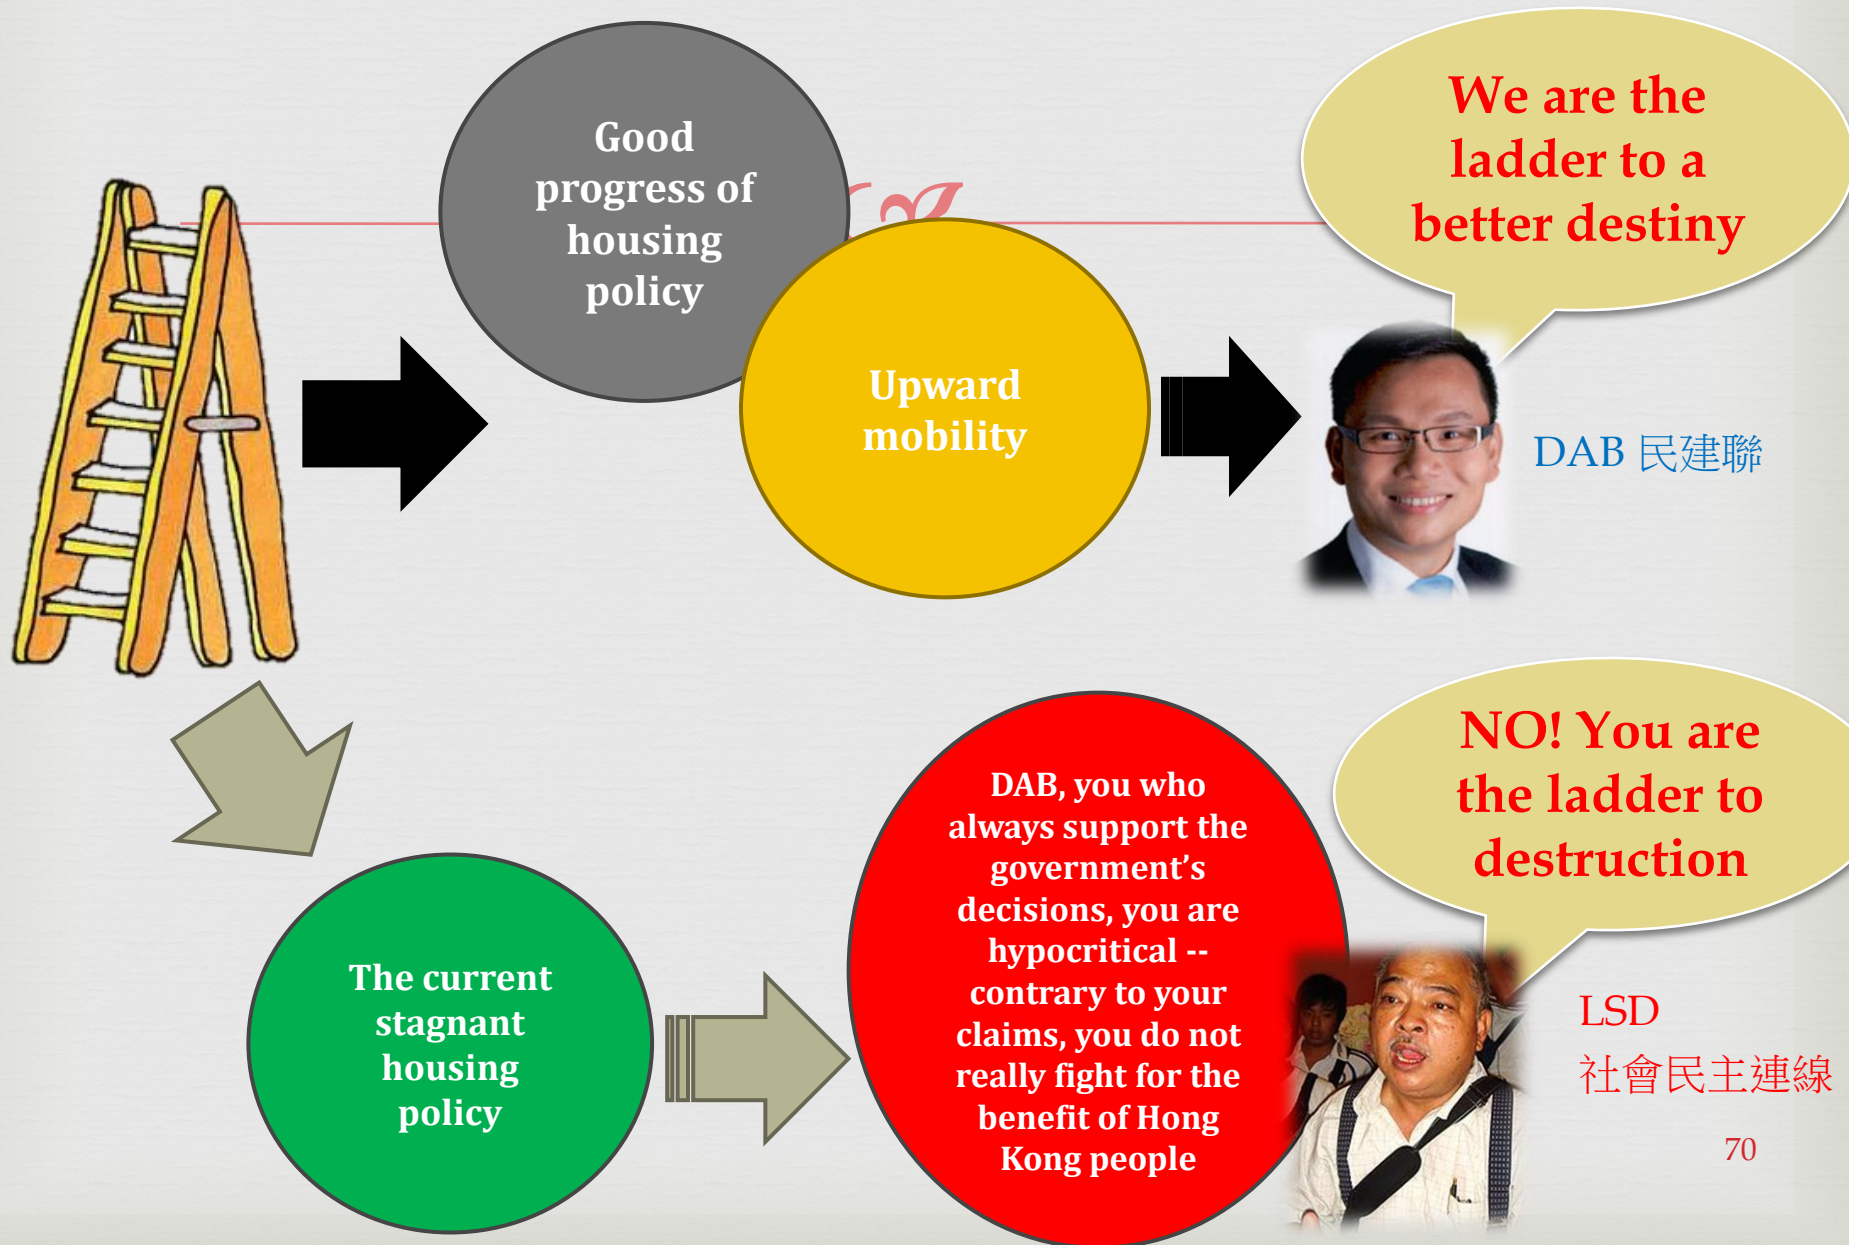 Good
progress of
housing
policy
Upward
mobility
We are the
ladder to a
better destiny
DAB 民建聯
The current
stagnant
housing
policy
DAB, you who
always support the
government’s
decisions, you are
hypocritical --
contrary to your
claims, you do not
really fight for the
benefit of Hong
Kong people
NO! You are
the ladder to
destruction
LSD
社會民主連線
70